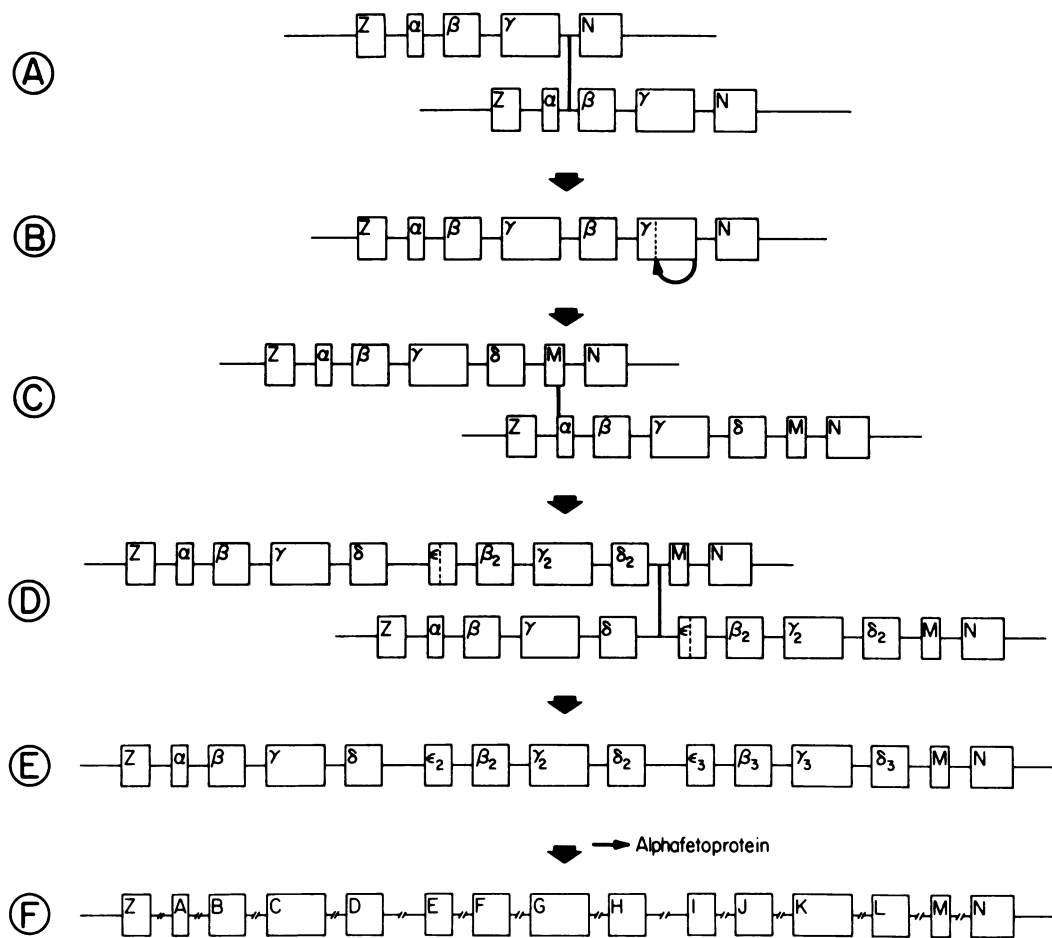 Z α β γ N
A
Z α β γ N
B
Z α β γ β γ N
Z α β γ δ M N
C
Z α β γ δ M N
Z α β γ δ ϵ β₂ γ₂ δ₂ M N
D
Z α β γ δ ϵ β₂ γ₂ δ₂ M N
E
Z α β γ δ ϵ₂ β₂ γ₂ δ₂ ϵ₃ β₃ γ₃ δ₃ M N
Alphafetoprotein
F
Z A B C D E F G H I J K L M N